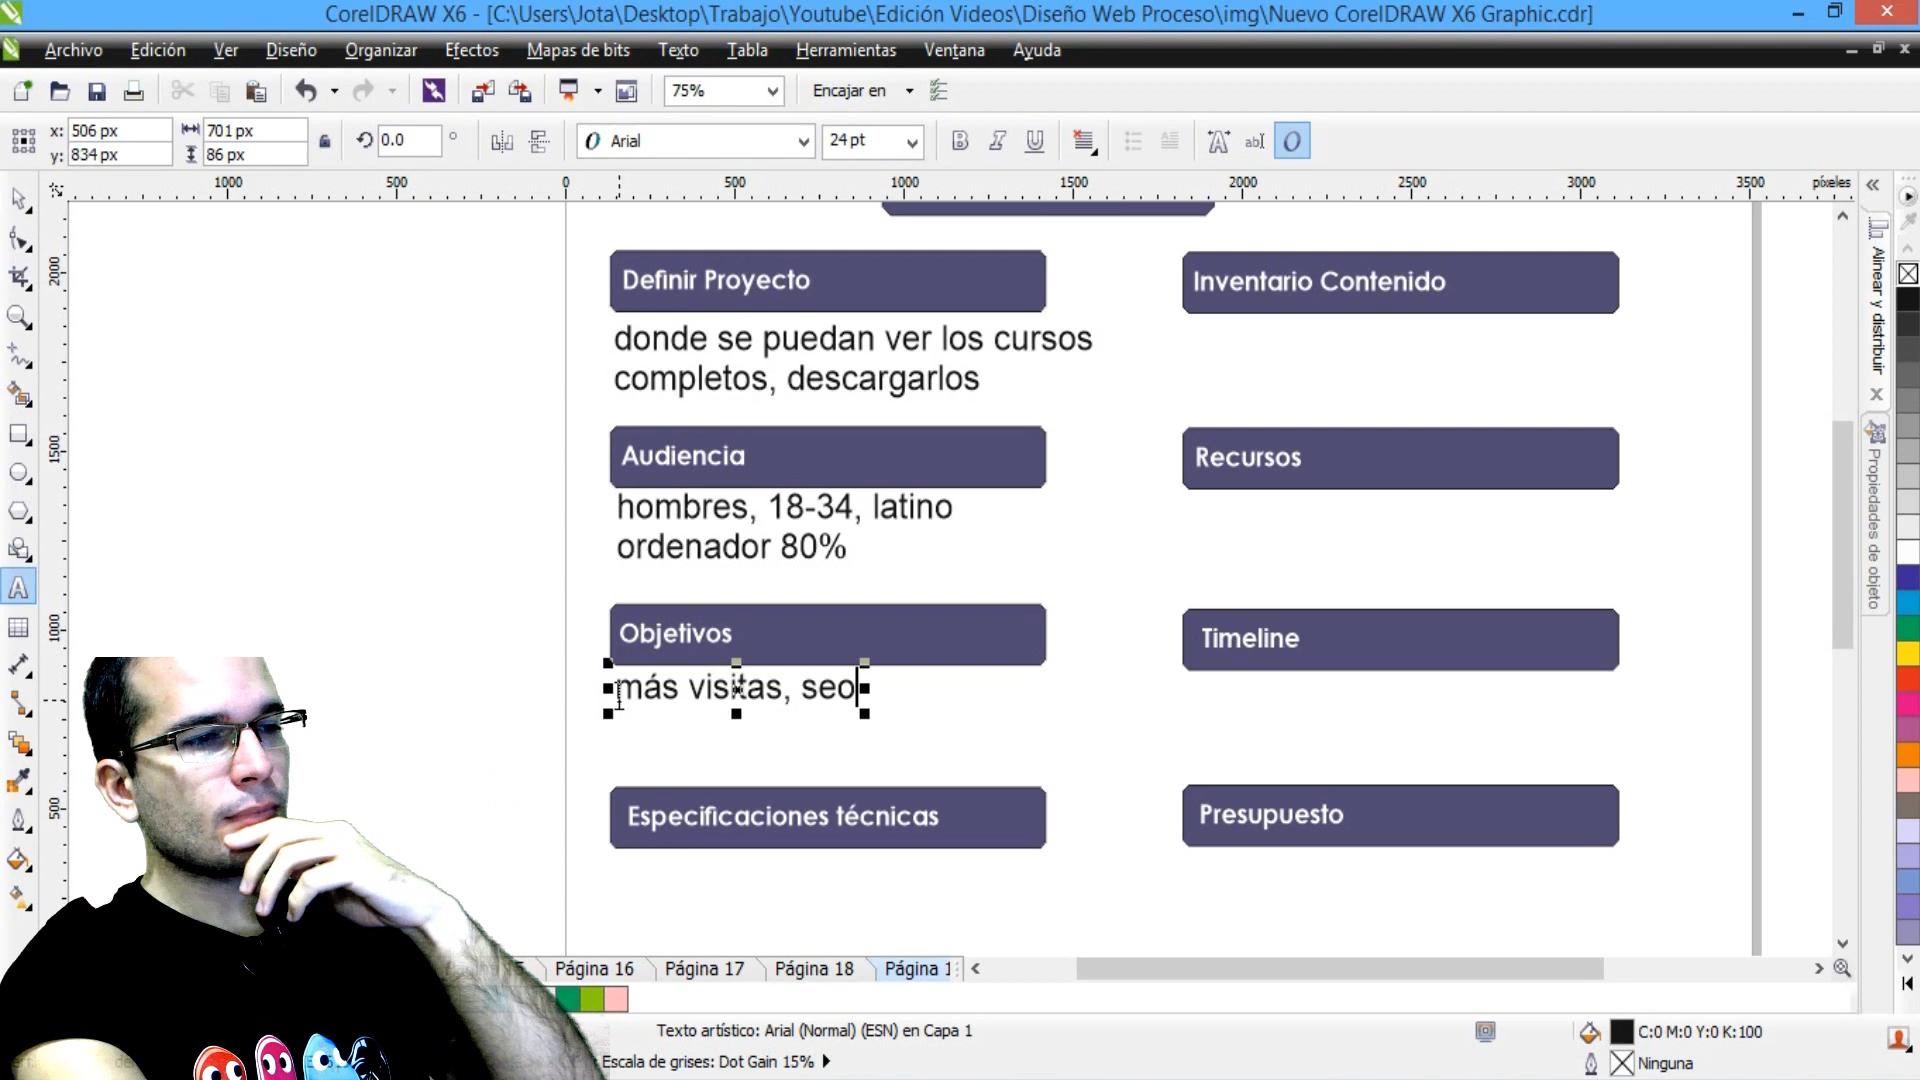 CorelDRAW X6 - [C:\Users\Jota\Desktop\Trabajo\Youtube\Edición Videos\Diseño Web Proceso\img\Nuevo CorelDRAW X6 Graphic.cdr]
Archivo Edición Ver Diseño Organizar Efectos Mapas de bits Texto Tabla Herramientas Ventana Ayuda
75% Encajar en
x: 506 px 701 px 0.0 ° Arial 24 pt
y: 834 px 86 px
1000 500 0 500 1000 1500 2000 2500 3000 3500 píxeles
2000
1500
1000
500
Definir Proyecto
donde se puedan ver los cursos
completos, descargarlos
Audiencia
hombres, 18-34, latino
ordenador 80%
Objetivos
más visitas, seo
Especificaciones técnicas
Inventario Contenido
Recursos
Timeline
Presupuesto
Alinear y distribuir
Propiedades de objeto
Página 16 Página 17 Página 18 Página 1
Texto artístico: Arial (Normal) (ESN) en Capa 1
C:0 M:0 Y:0 K:100
Escala de grises: Dot Gain 15%
Ninguna